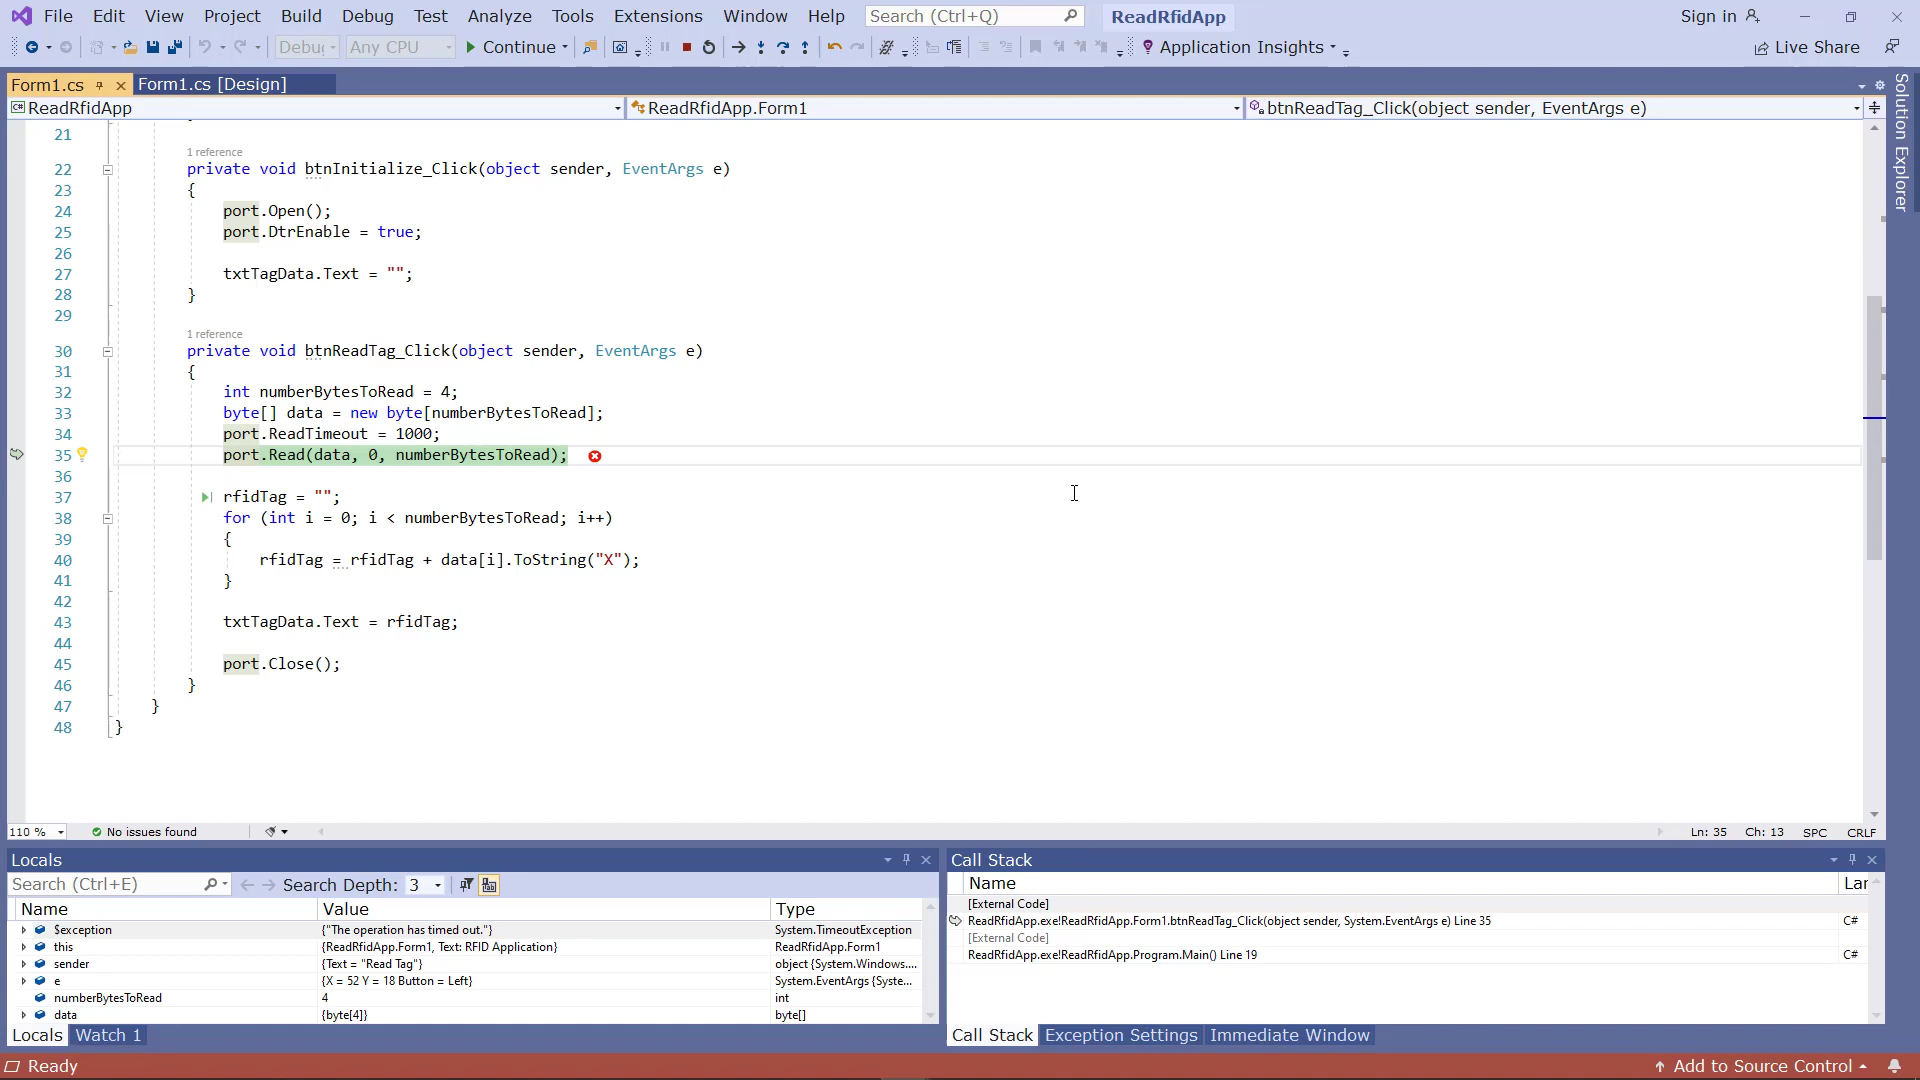 File Edit View Project Build Debug Test Analyze Tools Extensions Window Help Search (Ctrl+Q) ReadRfidApp Sign in
Debug Any CPU Continue Application Insights Live Share
Form1.cs Form1.cs [Design]
ReadRfidApp ReadRfidApp.Form1 btnReadTag_Click(object sender, EventArgs e)
Solution Explorer
21
1 reference
22 private void btnInitialize_Click(object sender, EventArgs e)
23 {
24 port.Open();
25 port.DtrEnable = true;
26
27 txtTagData.Text = "";
28 }
29
1 reference
30 private void btnReadTag_Click(object sender, EventArgs e)
31 {
32 int numberBytesToRead = 4;
33 byte[] data = new byte[numberBytesToRead];
34 port.ReadTimeout = 1000;
35 port.Read(data, 0, numberBytesToRead);
36
37 rfidTag = "";
38 for (int i = 0; i < numberBytesToRead; i++)
39 {
40 rfidTag = rfidTag + data[i].ToString("X");
41 }
42
43 txtTagData.Text = rfidTag;
44
45 port.Close();
46 }
47 }
48 }
110 % No issues found Ln: 35 Ch: 13 SPC CRLF
Locals
Search (Ctrl+E) Search Depth: 3
Name Value Type
$exception {"The operation has timed out."} System.TimeoutException
this {ReadRfidApp.Form1, Text: RFID Application} ReadRfidApp.Form1
sender {Text = "Read Tag"} object {System.Windows....
e {X = 52 Y = 18 Button = Left} System.EventArgs {Syste...
numberBytesToRead 4 int
data {byte[4]} byte[]
Locals Watch 1
Call Stack
Name Lar
[External Code]
ReadRfidApp.exe!ReadRfidApp.Form1.btnReadTag_Click(object sender, System.EventArgs e) Line 35 C#
[External Code]
ReadRfidApp.exe!ReadRfidApp.Program.Main() Line 19 C#
Call Stack Exception Settings Immediate Window
Ready Add to Source Control